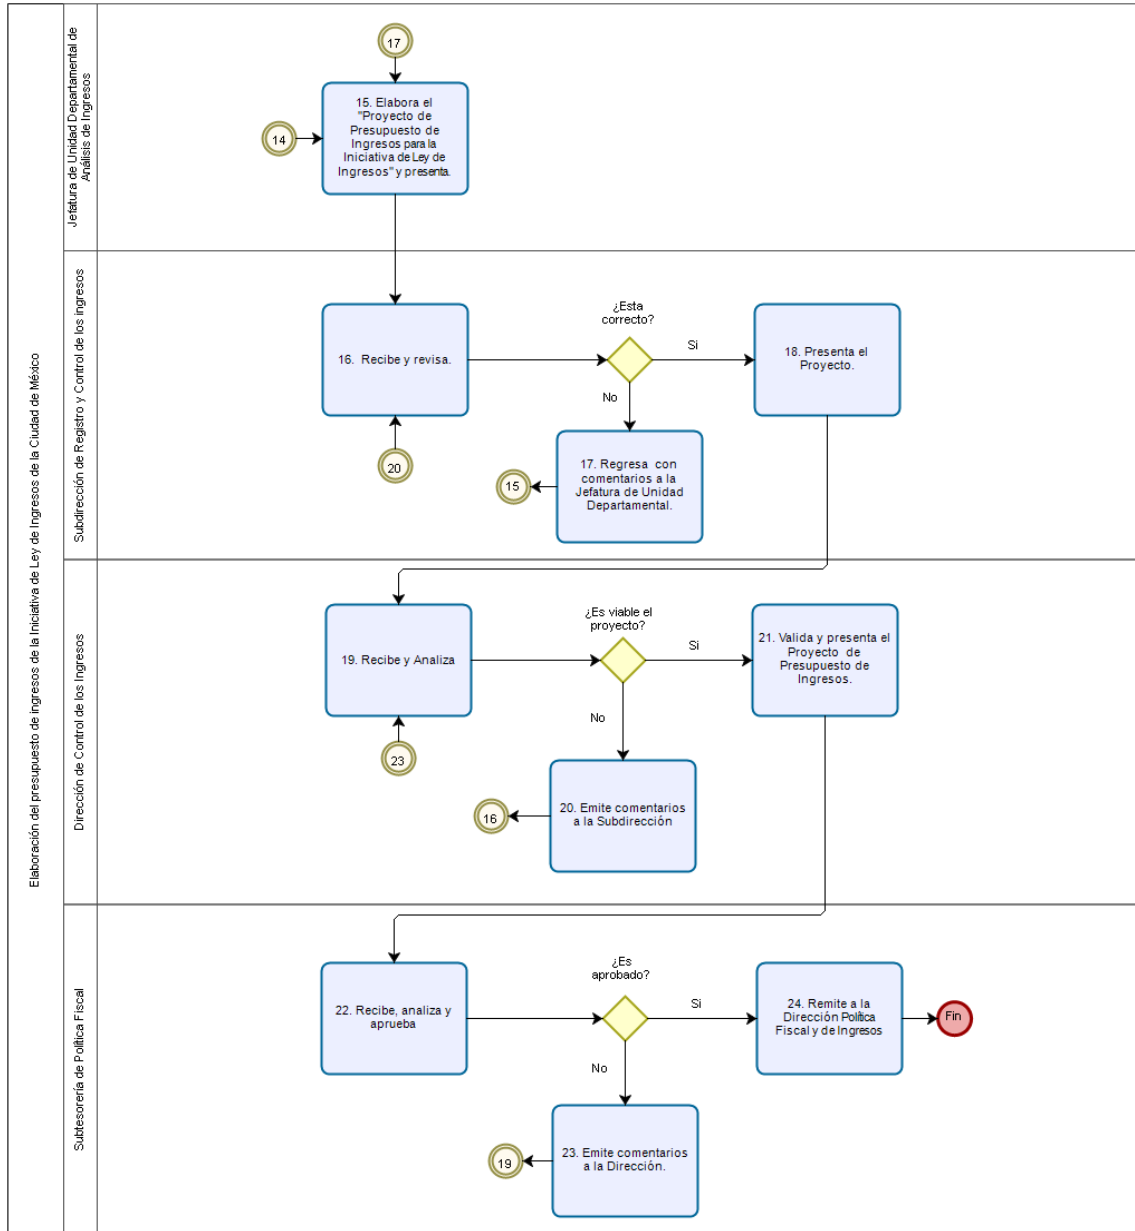 Elaboración del presupuesto de ingresos de la Iniciativa de Ley de Ingresos de la Ciudad de México
Jefatura de Unidad Departamental de
Análisis de Ingresos
17
14
15. Elabora el
"Proyecto de
Presupuesto de
Ingresos para la
Iniciativa de Ley de
Ingresos" y presenta.
Subdirección de Registro y Control de los ingresos
16. Recibe y revisa.
20
¿Esta
correcto?
Si
No
18. Presenta el
Proyecto.
17. Regresa con
comentarios a la
Jefatura de Unidad
Departamental.
15
Dirección de Control de los Ingresos
19. Recibe y Analiza
23
¿Es viable el
proyecto?
Si
No
21. Valida y presenta el
Proyecto de
Presupuesto de
Ingresos.
20. Emite comentarios
a la Subdirección
16
Subtesorería de Política Fiscal
22. Recibe, analiza y
aprueba
¿Es
aprobado?
Si
No
24. Remite a la
Dirección Política
Fiscal y de Ingresos
Fin
23. Emite comentarios
a la Dirección.
19